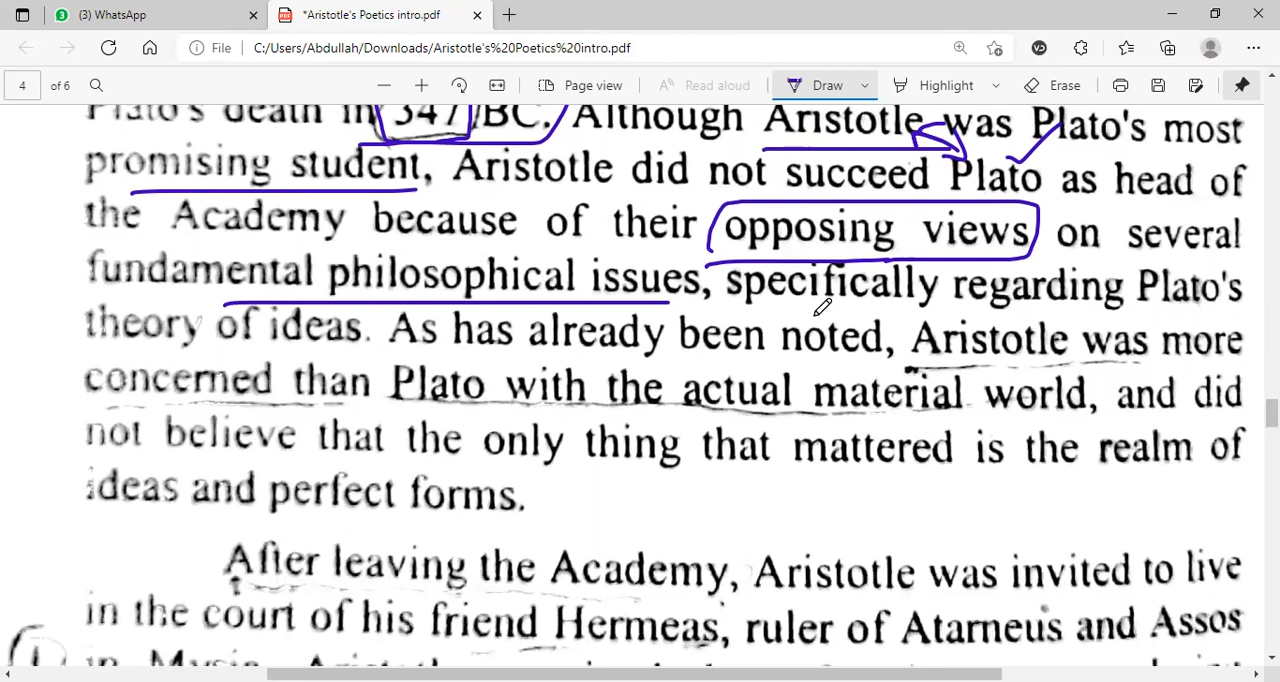 (3) WhatsApp
*Aristotle's Poetics intro.pdf
File C:/Users/Abdullah/Downloads/Aristotle's%20Poetics%20intro.pdf
4 of 6 Page view Read aloud Draw Highlight Erase
Plato's death in 347/BC. Although Aristotle was Plato's most
promising student, Aristotle did not succeed Plato as head of
the Academy because of their opposing views on several
fundamental philosophical issues, specifically regarding Plato's
theory of ideas. As has already been noted, Aristotle was more
concerned than Plato with the actual material world, and did
not believe that the only thing that mattered is the realm of
ideas and perfect forms.
After leaving the Academy, Aristotle was invited to live
in the court of his friend Hermeas, ruler of Atarneus and Assos
in